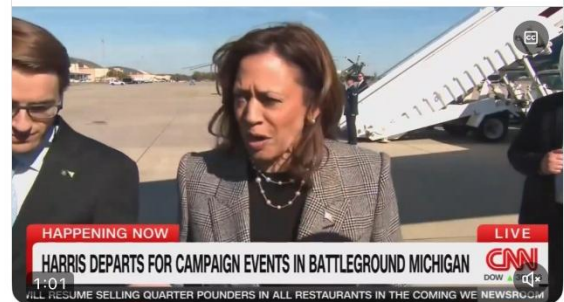 CC
HAPPENING NOW
LIVE
HARRIS DEPARTS FOR CAMPAIGN EVENTS IN BATTLEGROUND MICHIGAN
CNN
1:01
DOW
RESUME SELLING QUARTER POUNDERS IN ALL RESTAURANTS IN THE COMING WE NEWSROOM